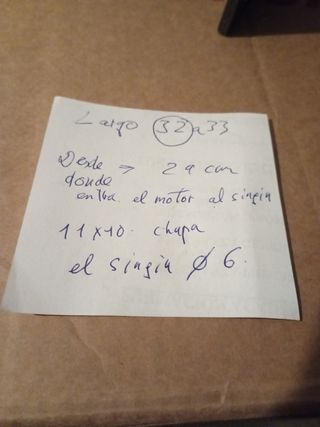 Largo 32 a 33
Desde → 2 a cm
donde
entra el motor al singin
11 x 10. chapa
el singin ∅ 6.